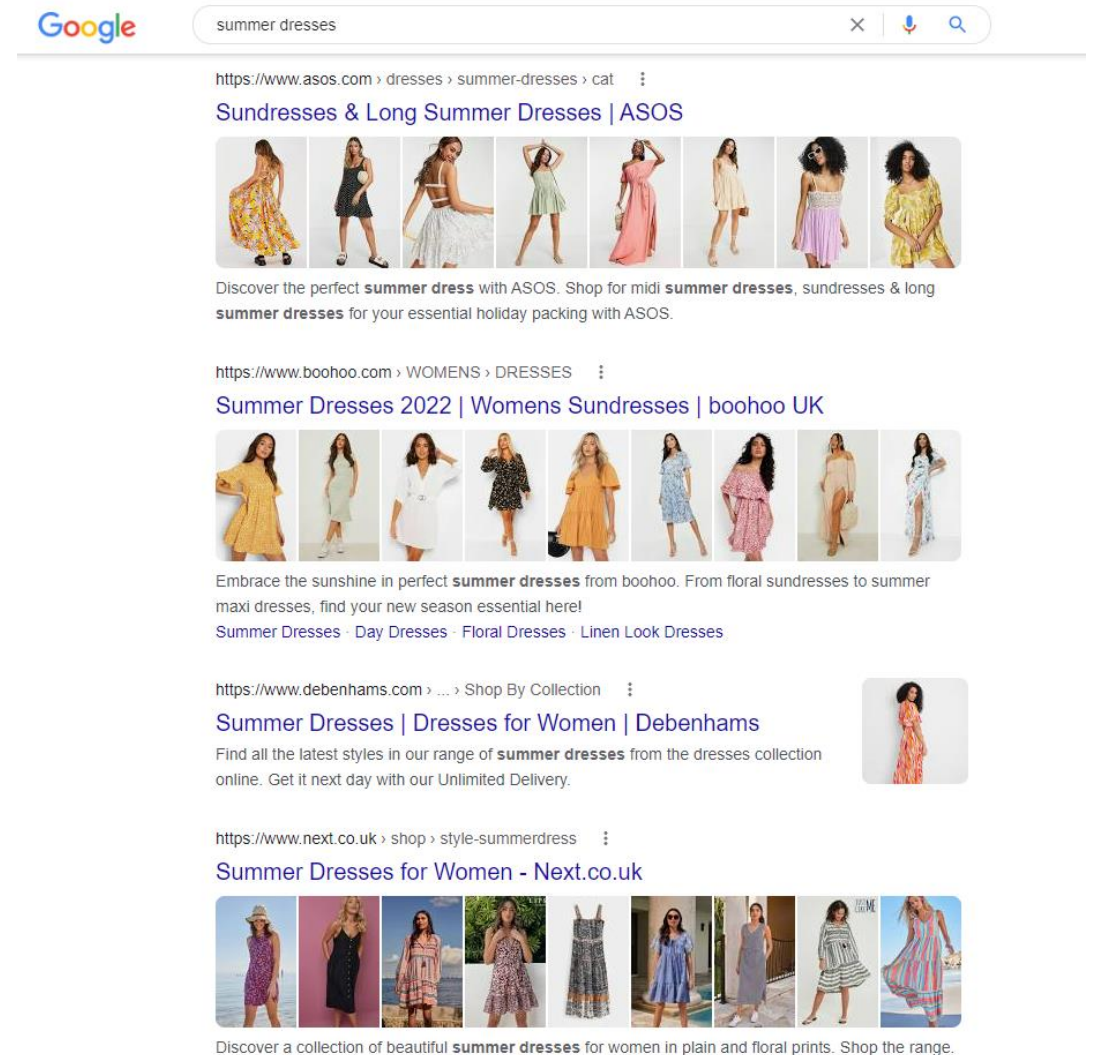 Google
summer dresses
https://www.asos.com › dresses › summer-dresses › cat
Sundresses & Long Summer Dresses | ASOS
Discover the perfect summer dress with ASOS. Shop for midi summer dresses, sundresses & long
summer dresses for your essential holiday packing with ASOS.
https://www.boohoo.com › WOMENS › DRESSES
Summer Dresses 2022 | Womens Sundresses | boohoo UK
Embrace the sunshine in perfect summer dresses from boohoo. From floral sundresses to summer
maxi dresses, find your new season essential here!
Summer Dresses · Day Dresses · Floral Dresses · Linen Look Dresses
https://www.debenhams.com › ... › Shop By Collection
Summer Dresses | Dresses for Women | Debenhams
Find all the latest styles in our range of summer dresses from the dresses collection
online. Get it next day with our Unlimited Delivery.
https://www.next.co.uk › shop › style-summerdress
Summer Dresses for Women - Next.co.uk
Discover a collection of beautiful summer dresses for women in plain and floral prints. Shop the range.